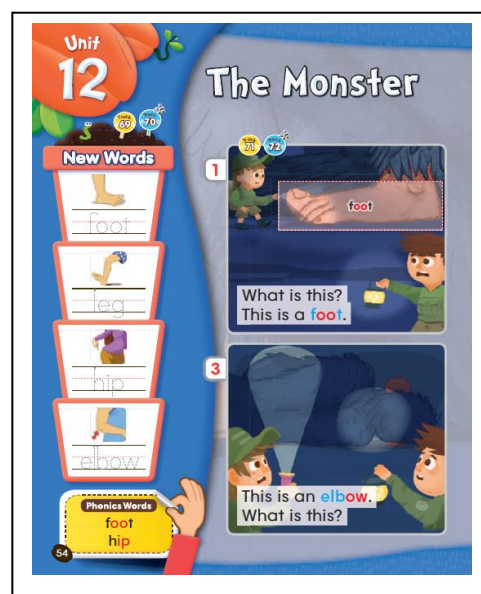 Unit
12
The Monster
TRACK
69
70
New Words
foot
leg
hip
elbow
Phonics Words
foot
hip
54
71
72
1
foot
What is this?
This is a foot.
3
This is an elbow.
What is this?